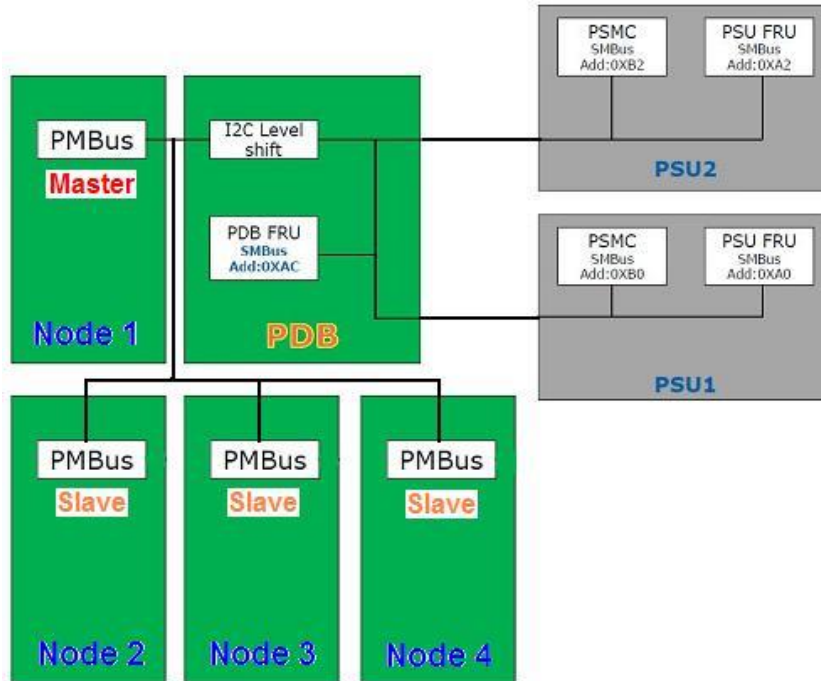 PSMC
SMBus
Add:0XB2
PSU FRU
SMBus
Add:0XA2
PSU2
PMBus
Master
Node 1
I2C Level
shift
PDB FRU
SMBus
Add:0XAC
PDB
PSMC
SMBus
Add:0XB0
PSU FRU
SMBus
Add:0XA0
PSU1
PMBus
Slave
Node 2
PMBus
Slave
Node 3
PMBus
Slave
Node 4